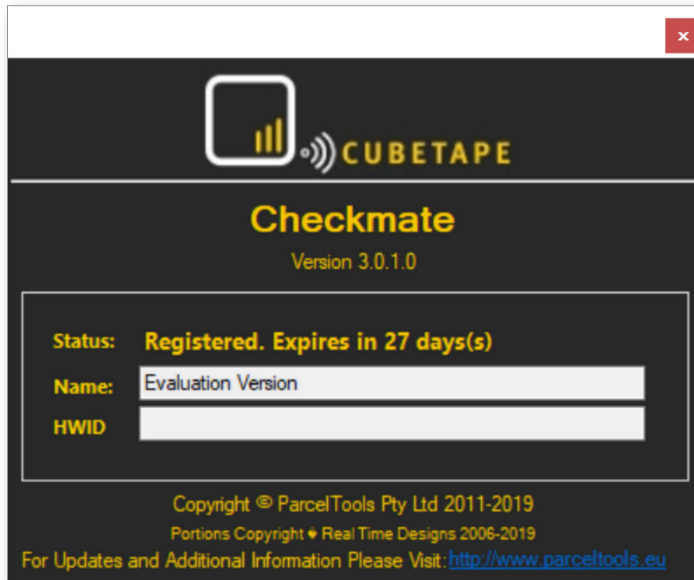 x
CUBETAPE
Checkmate
Version 3.0.1.0
Status: Registered. Expires in 27 days(s)
Name: Evaluation Version
HWID
Copyright © ParcelTools Pty Ltd 2011-2019
Portions Copyright � Real Time Designs 2006-2019
For Updates and Additional Information Please Visit: http://www.parceltools.eu